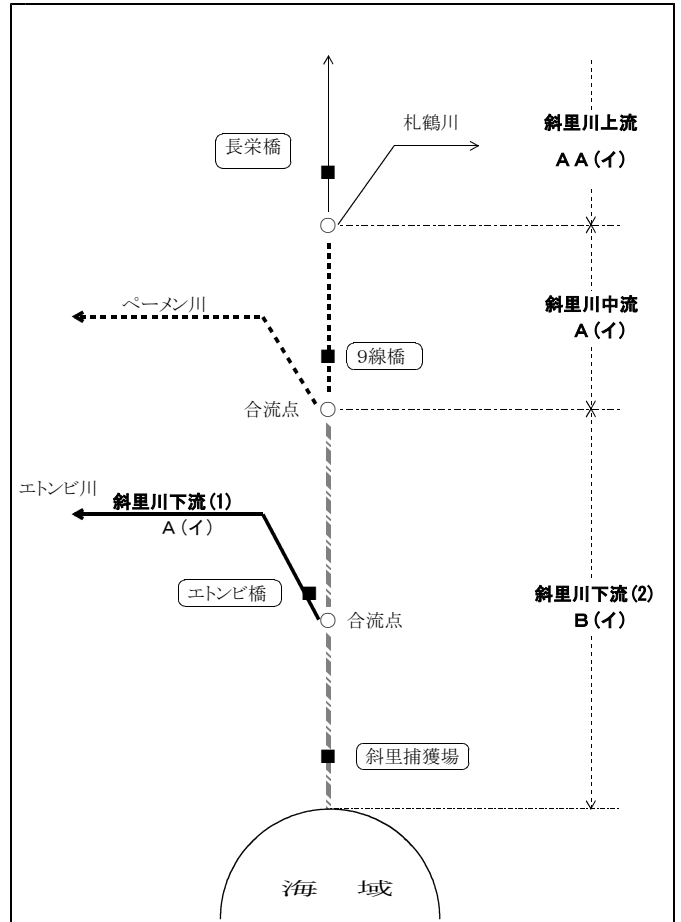 札鶴川
斜里川上流
長栄橋
AA(イ)
ペーメン川
斜里川中流
A(イ)
9線橋
合流点
エトンビ川
斜里川下流(1)
A(イ)
エトンビ橋
斜里川下流(2)
B(イ)
合流点
斜里捕獲場
海 域